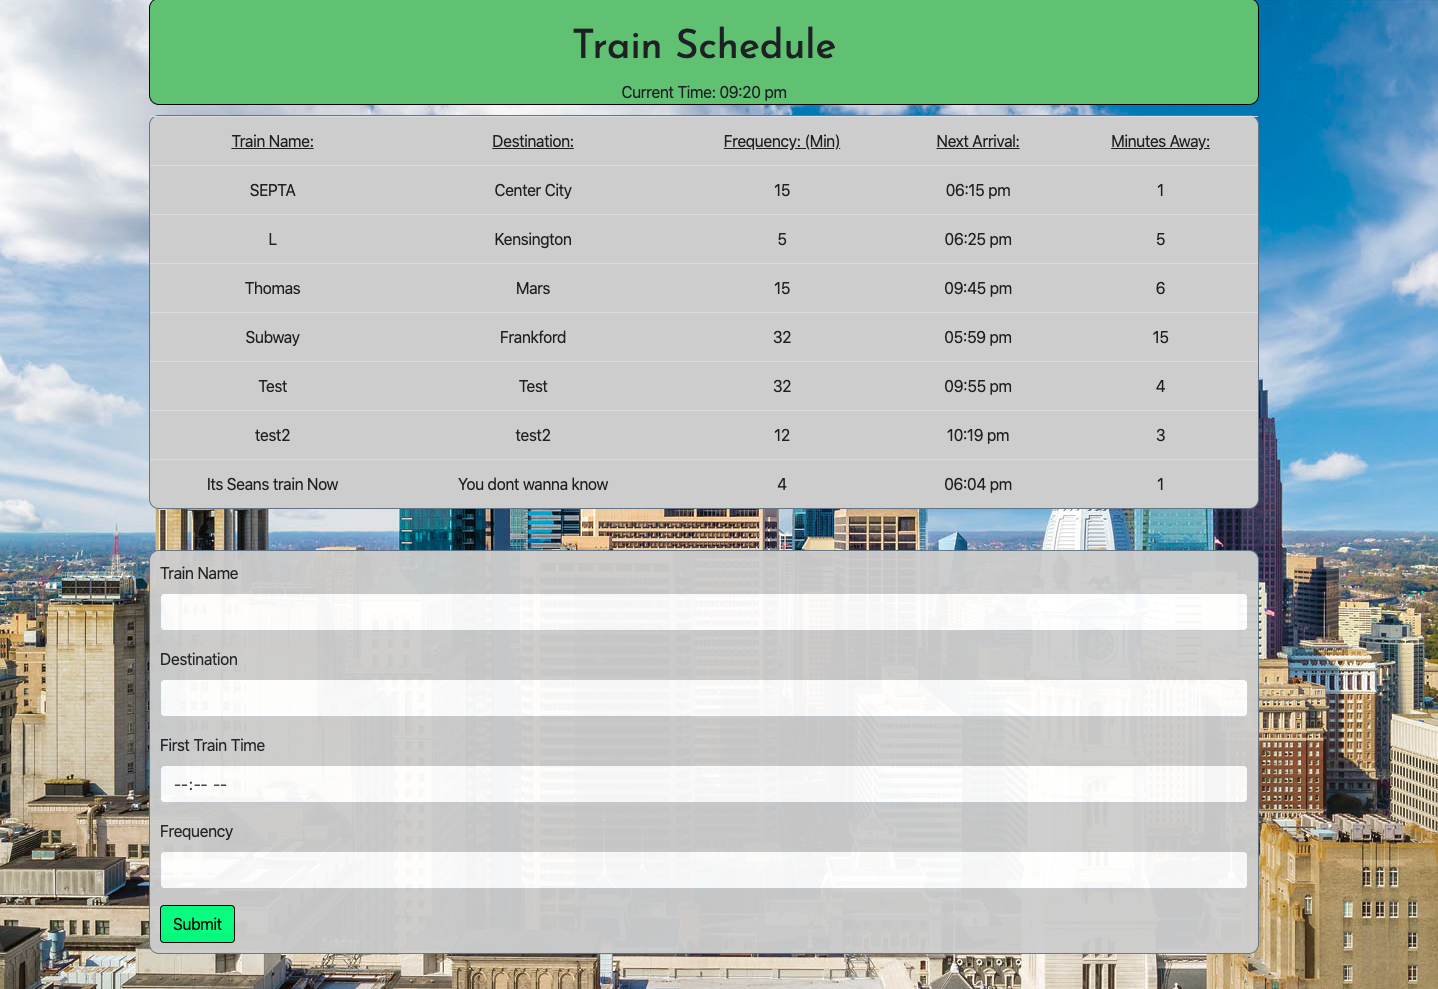 Train Schedule
Current Time: 09:20 pm
Train Name: Destination: Frequency: (Min) Next Arrival: Minutes Away:
SEPTA Center City 15 06:15 pm 1
L Kensington 5 06:25 pm 5
Thomas Mars 15 09:45 pm 6
Subway Frankford 32 05:59 pm 15
Test Test 32 09:55 pm 4
test2 test2 12 10:19 pm 3
Its Seans train Now You dont wanna know 4 06:04 pm 1
Train Name
Destination
First Train Time
--:-- --
Frequency
Submit